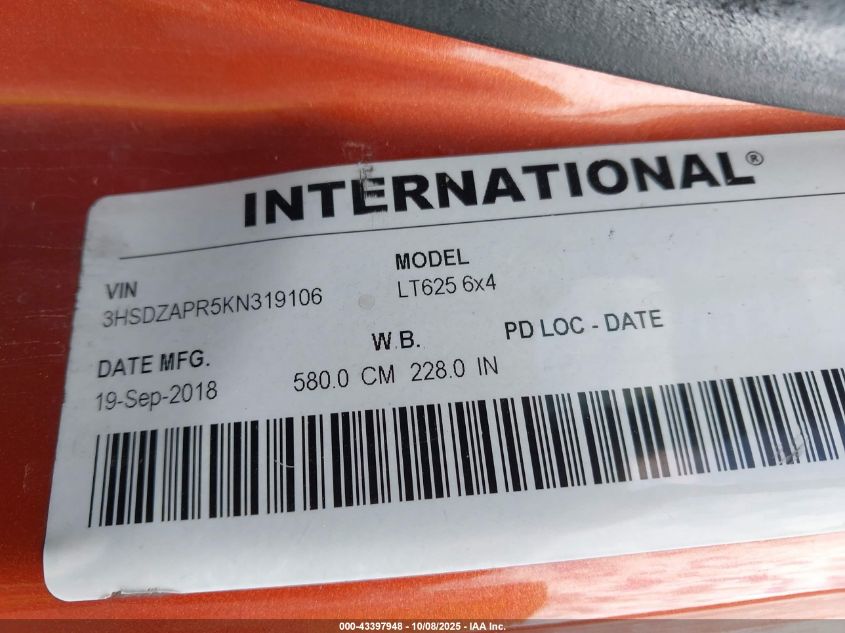 INTERNATIONAL®
VIN
3HSDZAPR5KN319106
MODEL
LT625 6x4
DATE MFG.
19-Sep-2018
W.B.
580.0 CM 228.0 IN
PD LOC - DATE
000-43397948 - 10/08/2025 - IAA Inc.